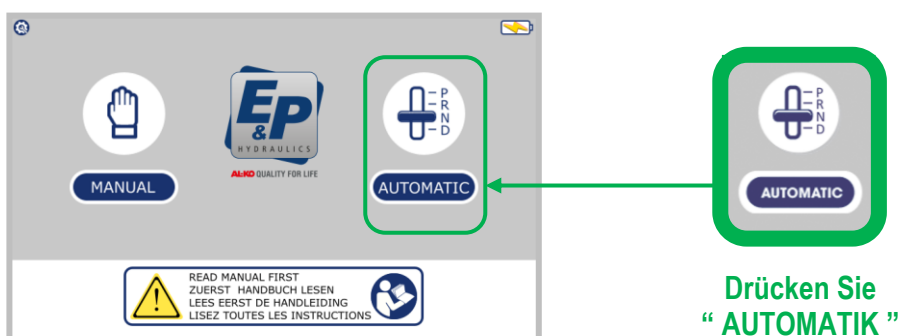 MANUAL
E&P
HYDRAULICS
AL-KO QUALITY FOR LIFE
P
R
N
D
AUTOMATIC
READ MANUAL FIRST
ZUERST HANDBUCH LESEN
LEES EERST DE HANDLEIDING
LISEZ TOUTES LES INSTRUCTIONS
P
R
N
D
AUTOMATIC
Drücken Sie
“ AUTOMATIK ”